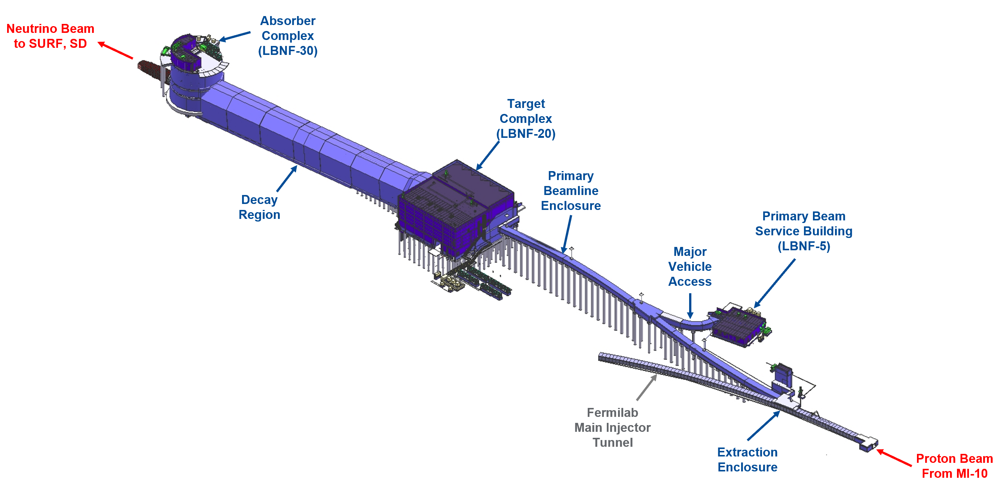 Neutrino Beam
to SURF, SD
Absorber
Complex
(LBNF-30)
Target
Complex
(LBNF-20)
Decay
Region
Primary
Beamline
Enclosure
Primary Beam
Service Building
(LBNF-5)
Major
Vehicle
Access
Fermilab
Main Injector
Tunnel
Extraction
Enclosure
Proton Beam
From MI-10